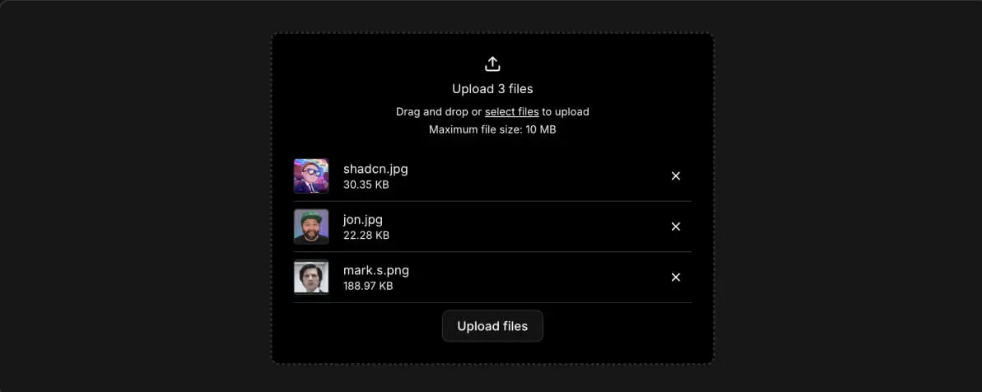 Upload 3 files
Drag and drop or select files to upload
Maximum file size: 10 MB
shadcn.jpg
30.35 KB
jon.jpg
22.28 KB
mark.s.png
188.97 KB
Upload files